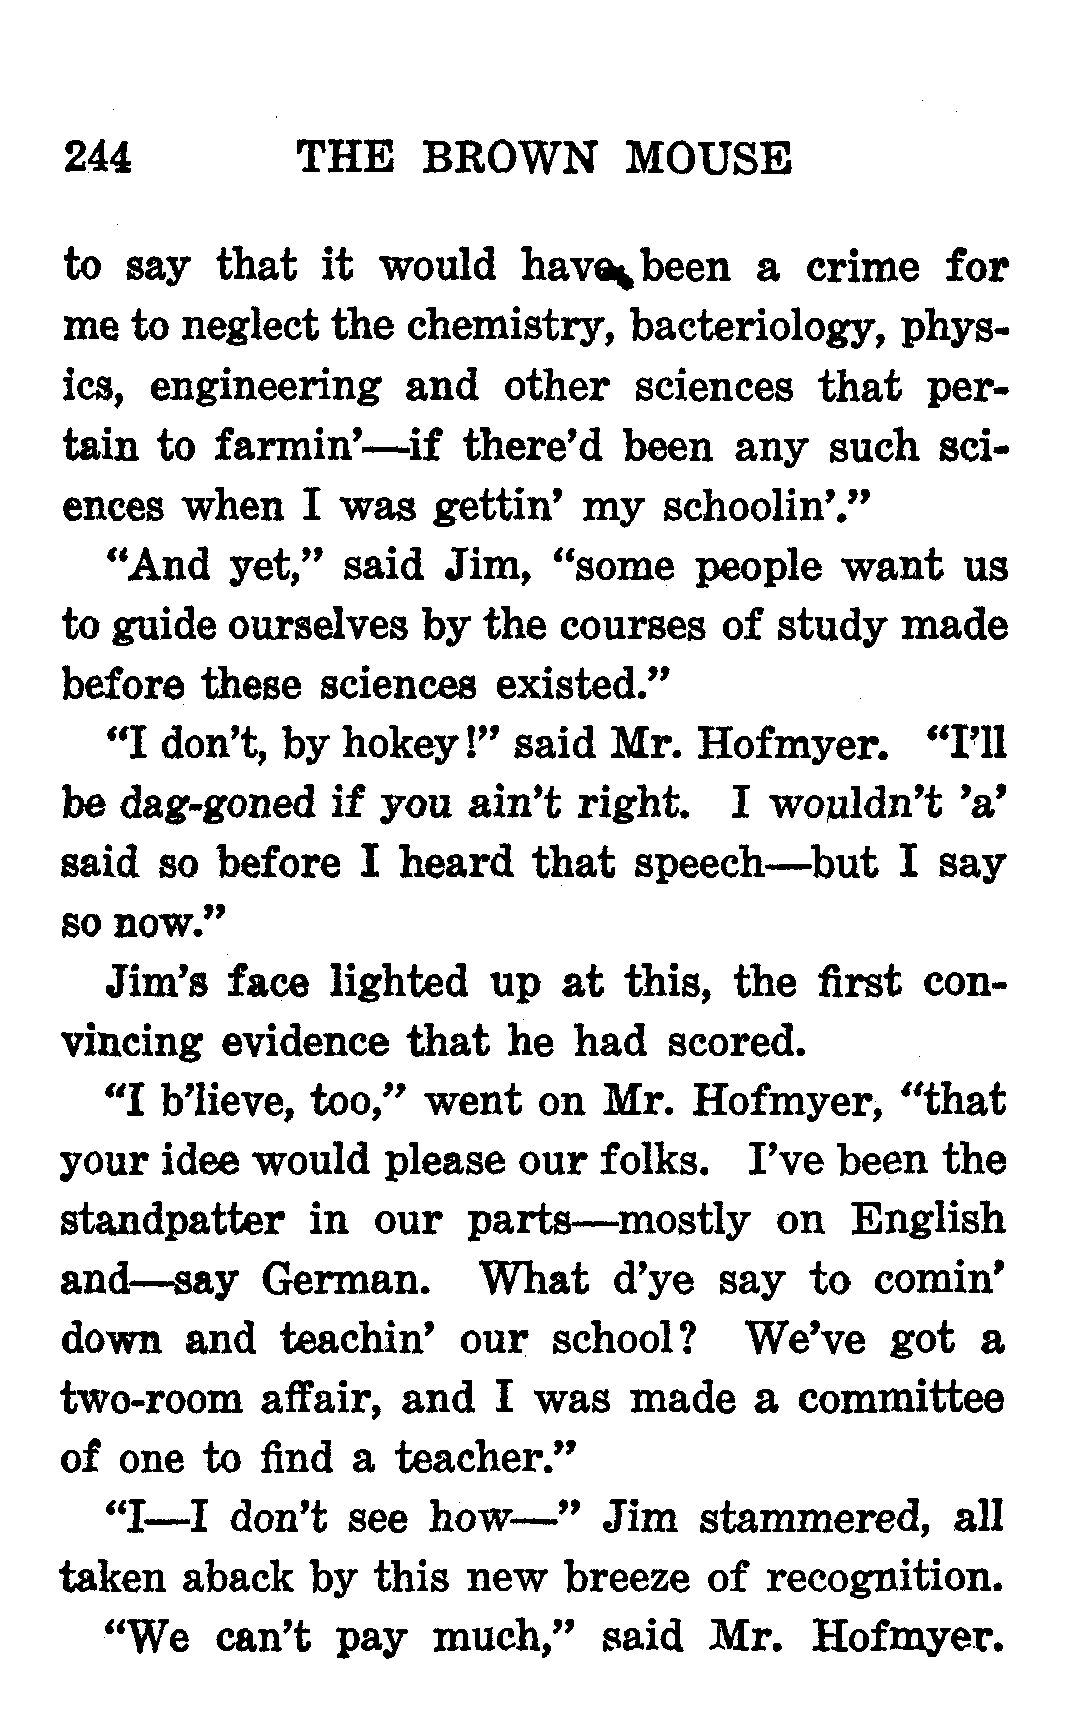 244 THE BROWN MOUSE
to say that it would have been a crime for
me to neglect the chemistry, bacteriology, phys-
ics, engineering and other sciences that per-
tain to farmin'—if there'd been any such sci-
ences when I was gettin' my schoolin'."
"And yet," said Jim, "some people want us
to guide ourselves by the courses of study made
before these sciences existed."
"I don't, by hokey!" said Mr. Hofmyer. "I'll
be dag-goned if you ain't right. I wouldn't 'a'
said so before I heard that speech—but I say
so now."
Jim's face lighted up at this, the first con-
vincing evidence that he had scored.
"I b'lieve, too," went on Mr. Hofmyer, "that
your idee would please our folks. I've been the
standpatter in our parts—mostly on English
and—say German. What d'ye say to comin'
down and teachin' our school? We've got a
two-room affair, and I was made a committee
of one to find a teacher."
"I—I don't see how—" Jim stammered, all
taken aback by this new breeze of recognition.
"We can't pay much," said Mr. Hofmyer.